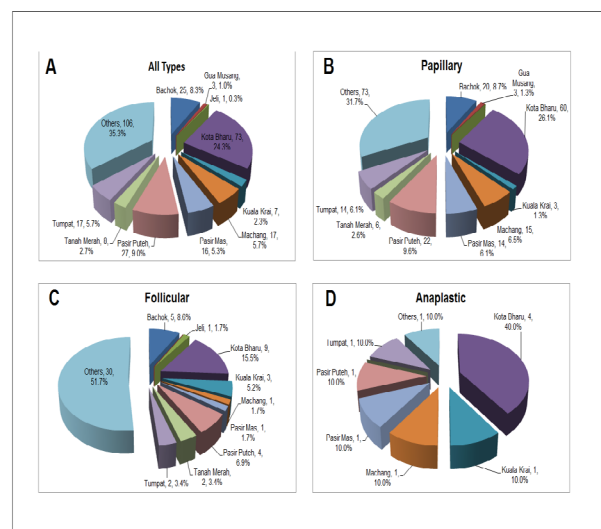 A
All Types
Bachok, 25, 8.3%
Gua
Musang,
3, 1.0%
Jeli, 1, 0.3%
Kota Bharu, 73,
24.3%
Kuala Krai, 7,
2.3%
Machang, 17,
5.7%
Pasir Mas,
16, 5.3%
Pasir Puteh,
27, 9.0%
Tanah Merah, 8,
2.7%
Tumpat, 17, 5.7%
Others, 106,
35.3%
B
Papillary
Bachok, 20, 8.7%
Gua
Musang,
3, 1.3%
Kota Bharu, 60,
26.1%
Kuala Krai, 3,
1.3%
Machang, 15,
6.5%
Pasir Mas, 14,
6.1%
Pasir Puteh, 22,
9.6%
Tanah Merah, 6,
2.6%
Tumpat, 14, 6.1%
Others, 73,
31.7%
C
Follicular
Bachok, 5, 8.6%
Jeli, 1, 1.7%
Kota Bharu, 9,
15.5%
Kuala Krai, 3,
5.2%
Machang, 1,
1.7%
Pasir Mas, 1,
1.7%
Pasir Puteh, 4,
6.9%
Tanah Merah,
2, 3.4%
Tumpat, 2, 3.4%
Others, 30,
51.7%
D
Anaplastic
Others, 1, 10.0%
Kota Bharu, 4,
40.0%
Tumpat, 1, 10.0%
Pasir Puteh, 1,
10.0%
Pasir Mas, 1,
10.0%
Machang, 1,
10.0%
Kuala Krai, 1,
10.0%